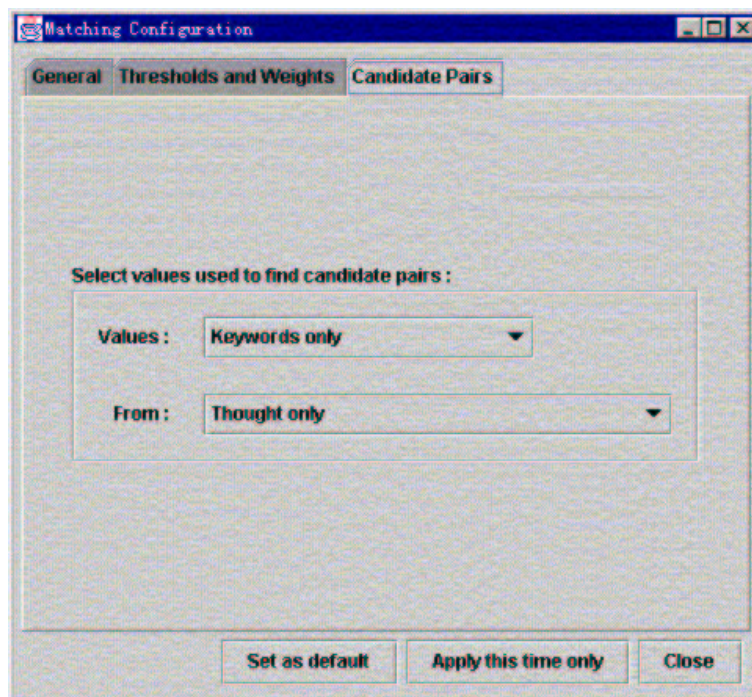 Matching Configuration
General Thresholds and Weights Candidate Pairs
Select values used to find candidate pairs :
Values : Keywords only
From : Thought only
Set as default Apply this time only Close